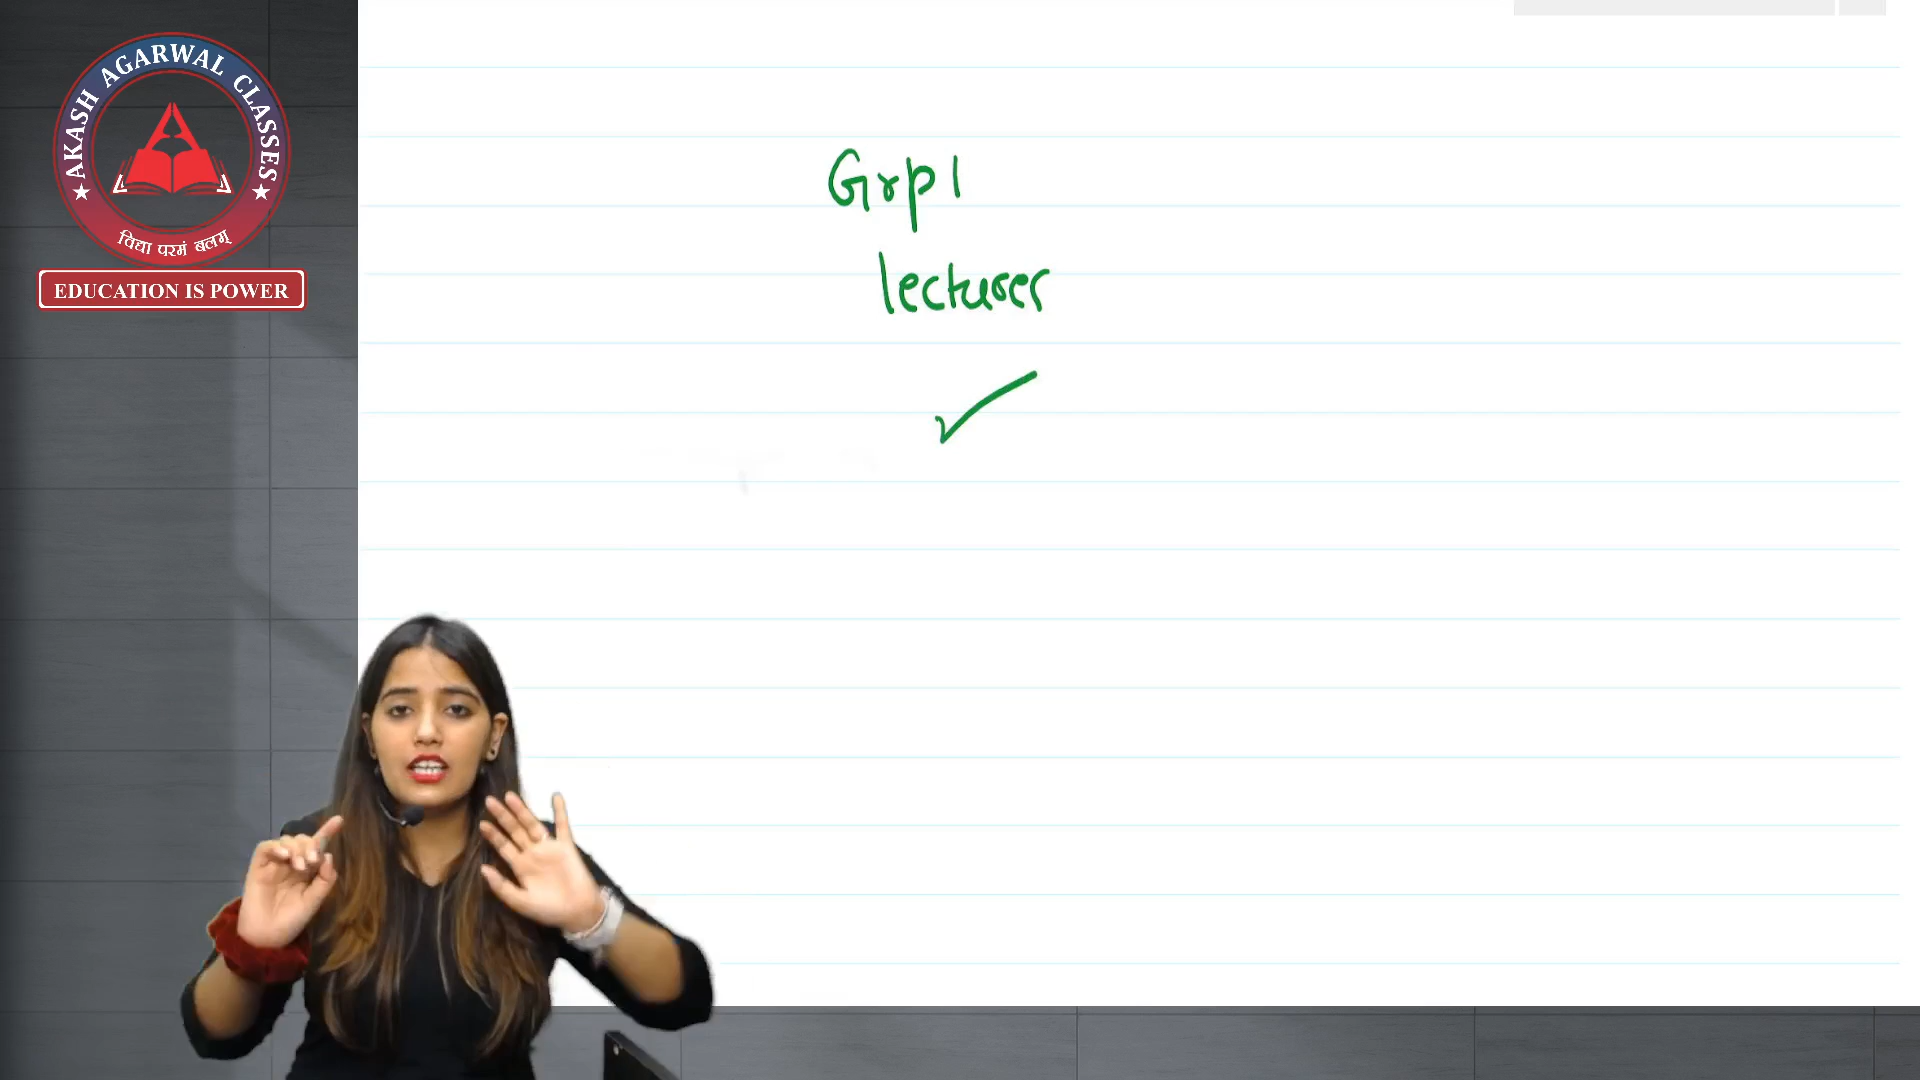 AKASH AGARWAL CLASSES
विद्या परमं बलम्
EDUCATION IS POWER
Grp 1
lecturer